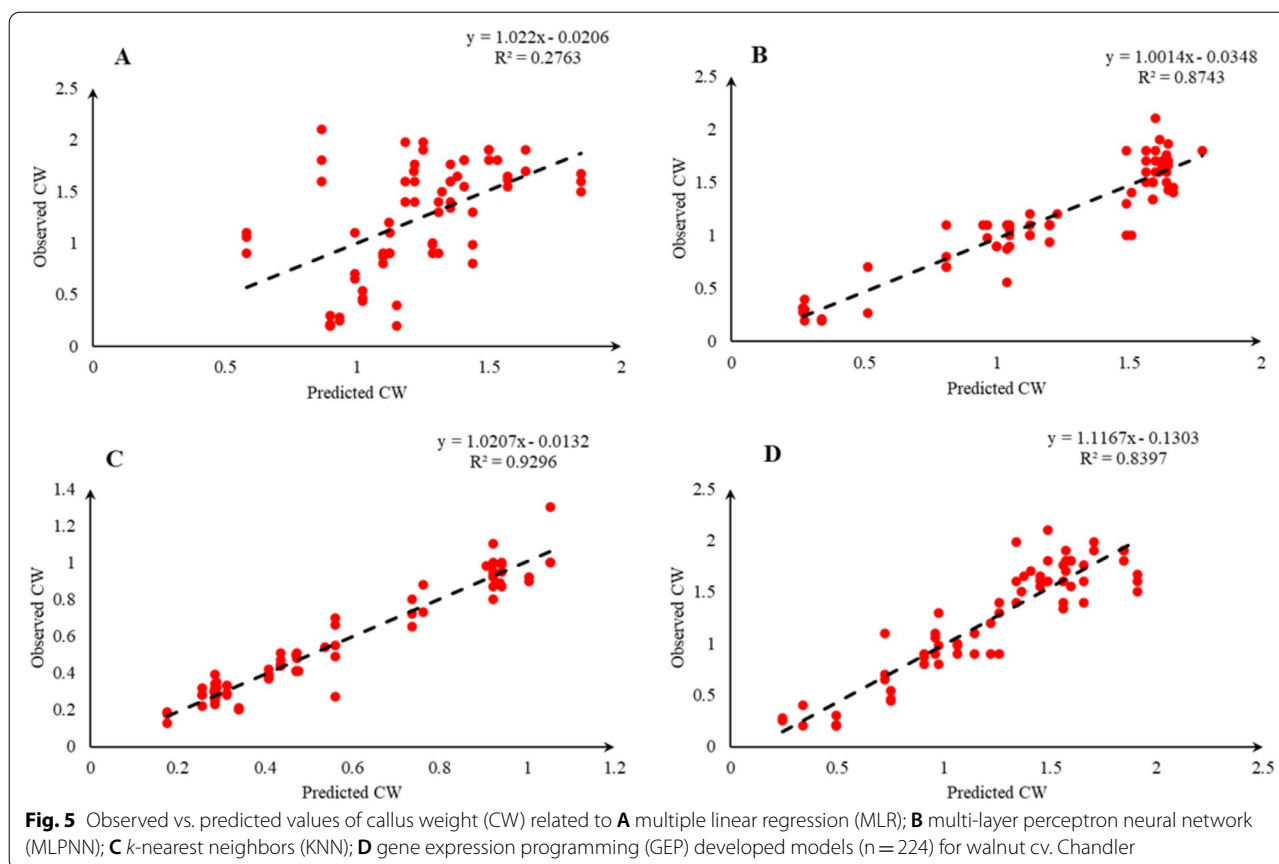 A
y = 1.022x - 0.0206
R² = 0.2763
2.5
2
1.5
1
0.5
0
Observed CW
0 0.5 1 1.5 2
Predicted CW
B
y = 1.0014x - 0.0348
R² = 0.8743
2.5
2
1.5
1
0.5
0
Observed CW
0 0.5 1 1.5 2
Predicted CW
C
y = 1.0207x - 0.0132
R² = 0.9296
1.4
1.2
1
0.8
0.6
0.4
0.2
0
Observed CW
0 0.2 0.4 0.6 0.8 1 1.2
Predicted CW
D
y = 1.1167x - 0.1303
R² = 0.8397
2.5
2
1.5
1
0.5
0
Observed CW
0 0.5 1 1.5 2 2.5
Predicted CW
Fig. 5 Observed vs. predicted values of callus weight (CW) related to A multiple linear regression (MLR); B multi-layer perceptron neural network
(MLPNN); C k-nearest neighbors (KNN); D gene expression programming (GEP) developed models (n = 224) for walnut cv. Chandler